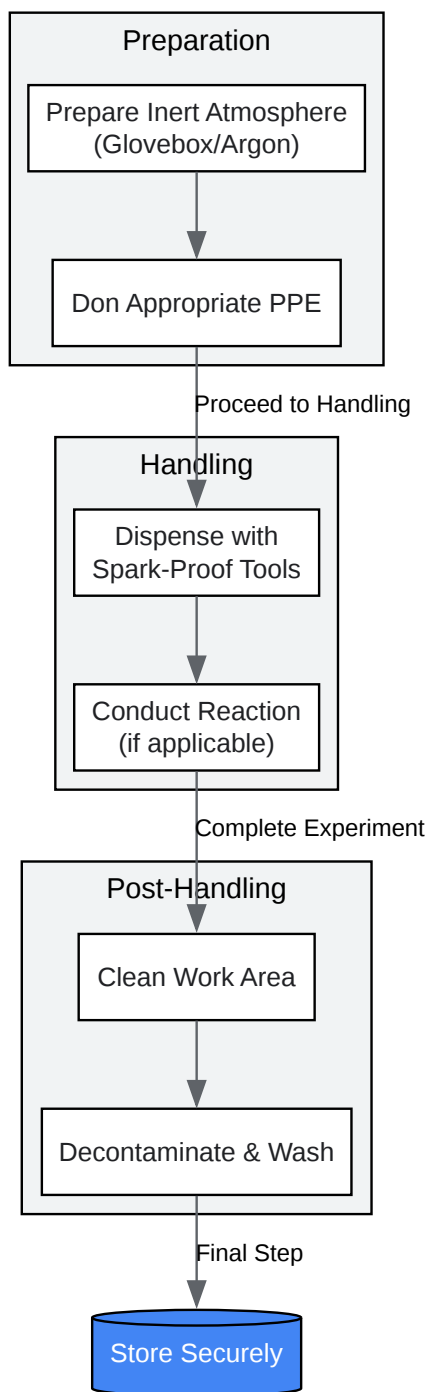 Preparation
Prepare Inert Atmosphere
(Glovebox/Argon)
Don Appropriate PPE
Proceed to Handling
Handling
Dispense with
Spark-Proof Tools
Conduct Reaction
(if applicable)
Complete Experiment
Post-Handling
Clean Work Area
Decontaminate & Wash
Final Step
Store Securely